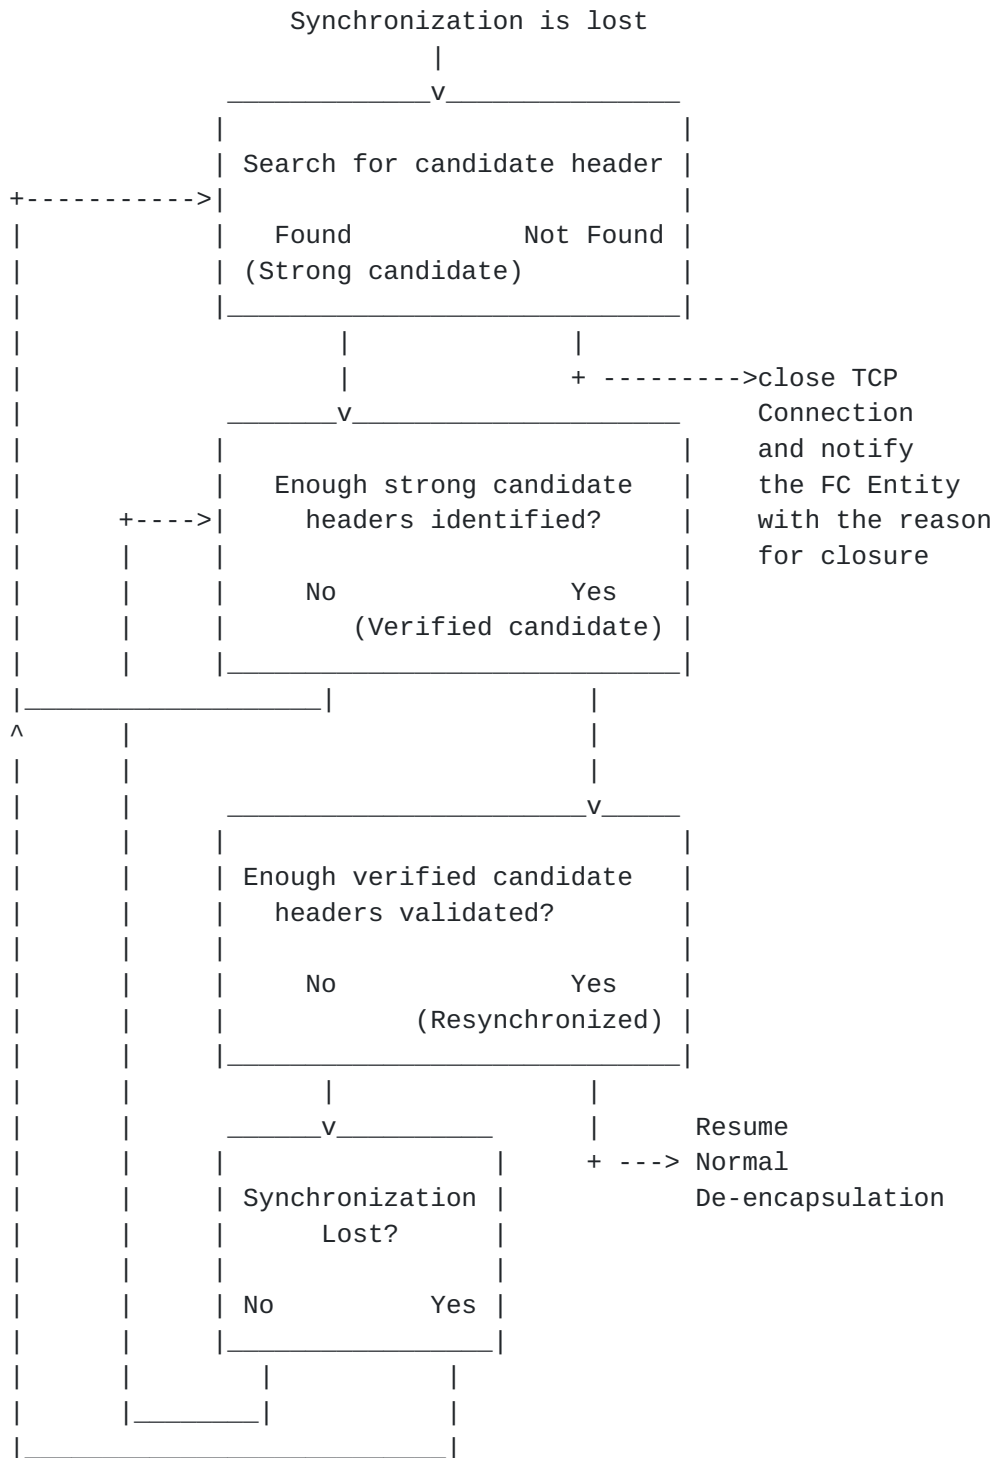 Synchronization is lost
Search for candidate header
Found Not Found
(Strong candidate)
close TCP
Connection
and notify
Enough strong candidate the FC Entity
headers identified? with the reason
for closure
No Yes
(Verified candidate)
Enough verified candidate
headers validated?
No Yes
(Resynchronized)
Resume
Normal
Synchronization De-encapsulation
Lost?
No Yes